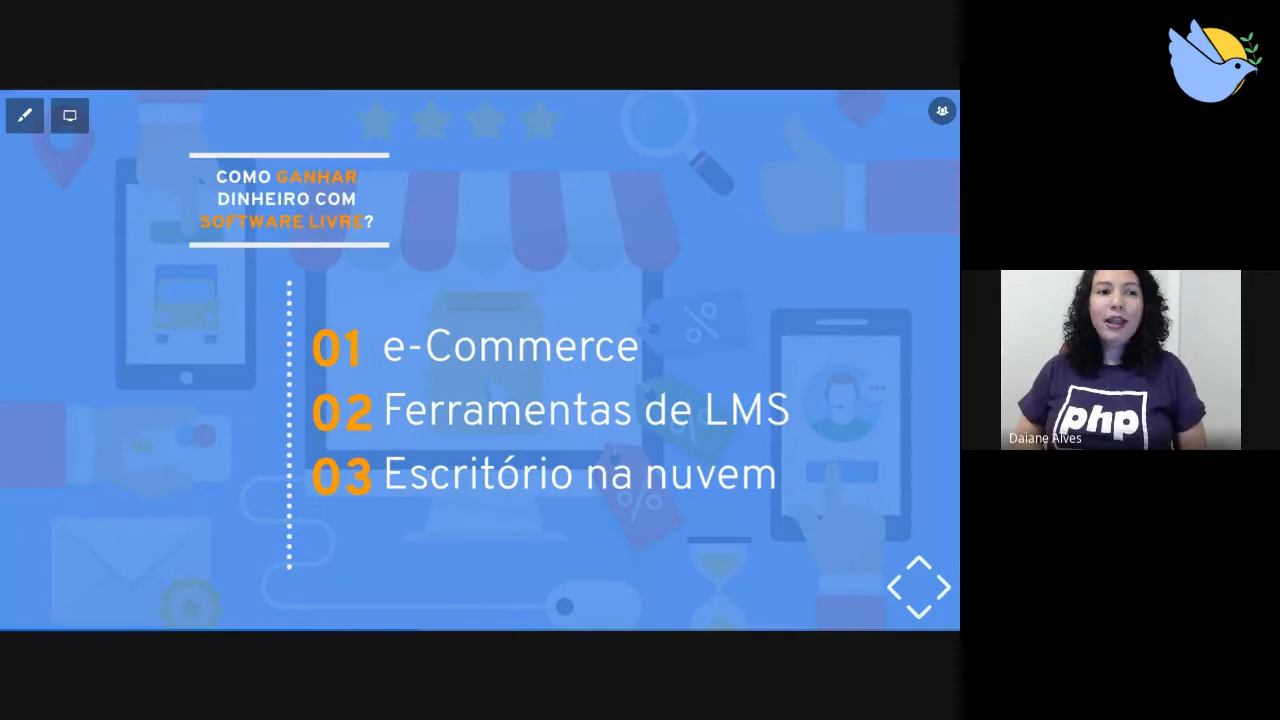 COMO GANHAR
DINHEIRO COM
SOFTWARE LIVRE?
01 e-Commerce
02 Ferramentas de LMS
03 Escritório na nuvem
php
Daiane Alves